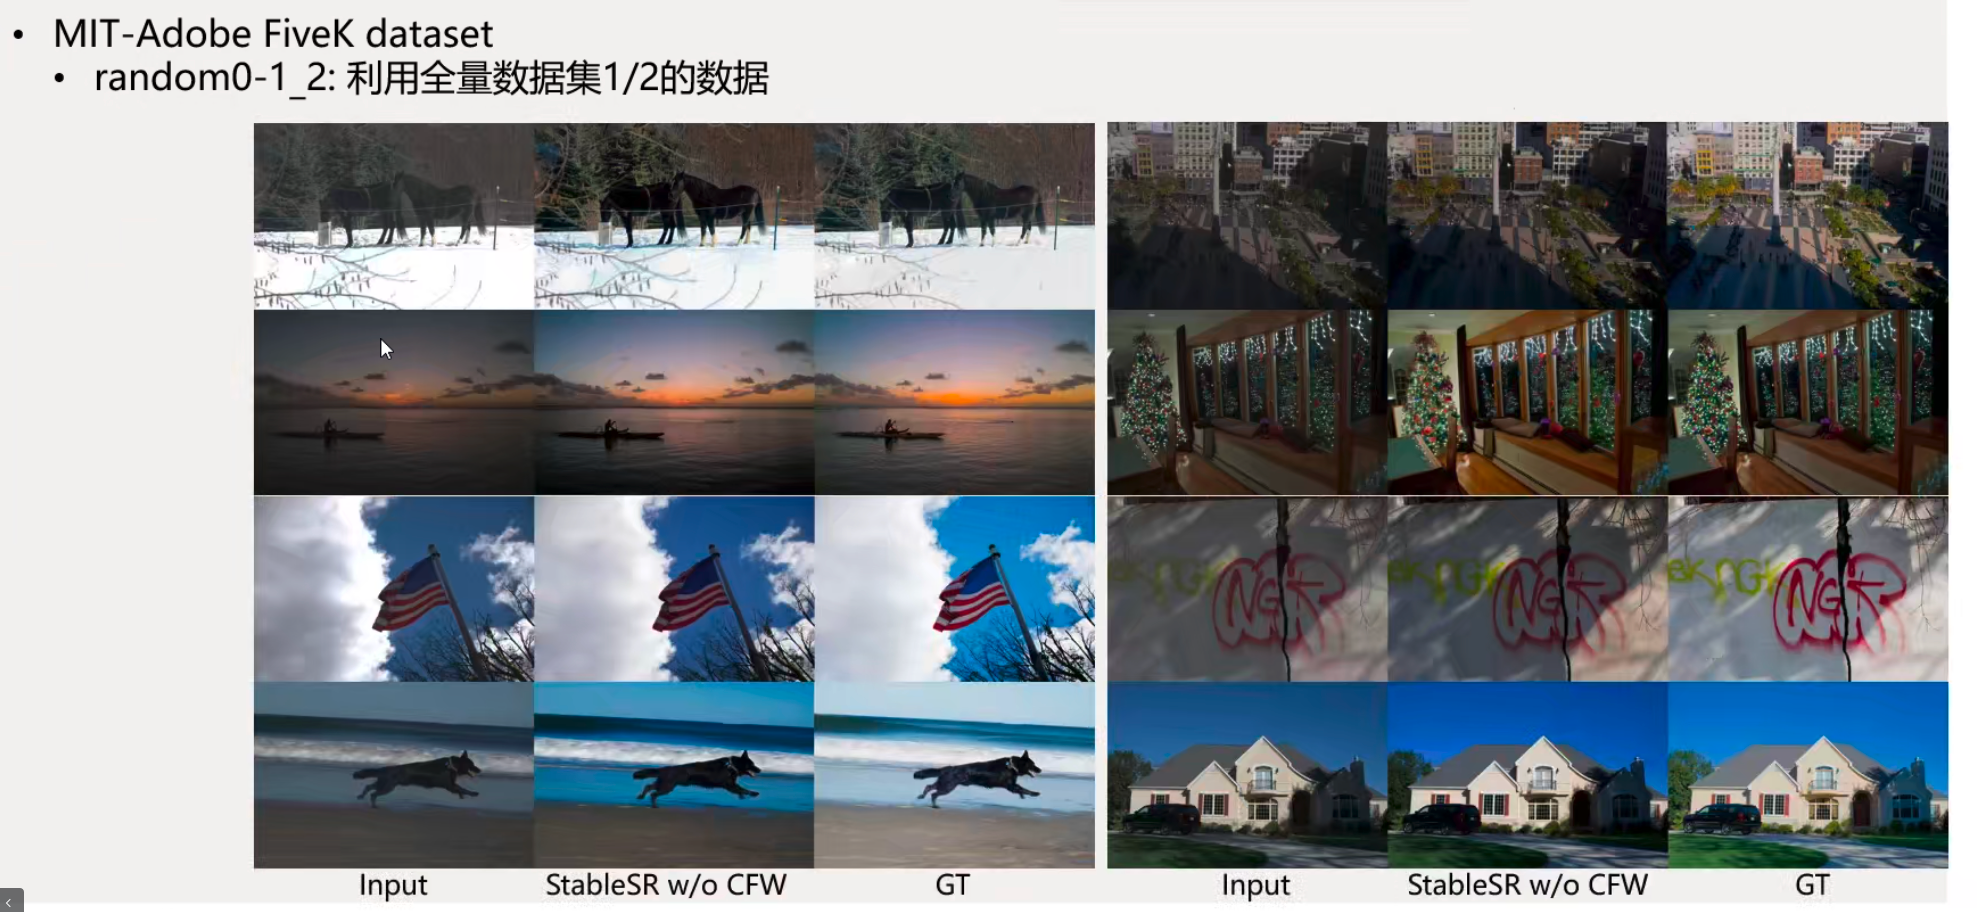 • MIT-Adobe FiveK dataset
• random0-1_2: 利用全量数据集1/2的数据
Input StableSR w/o CFW GT
Input StableSR w/o CFW GT